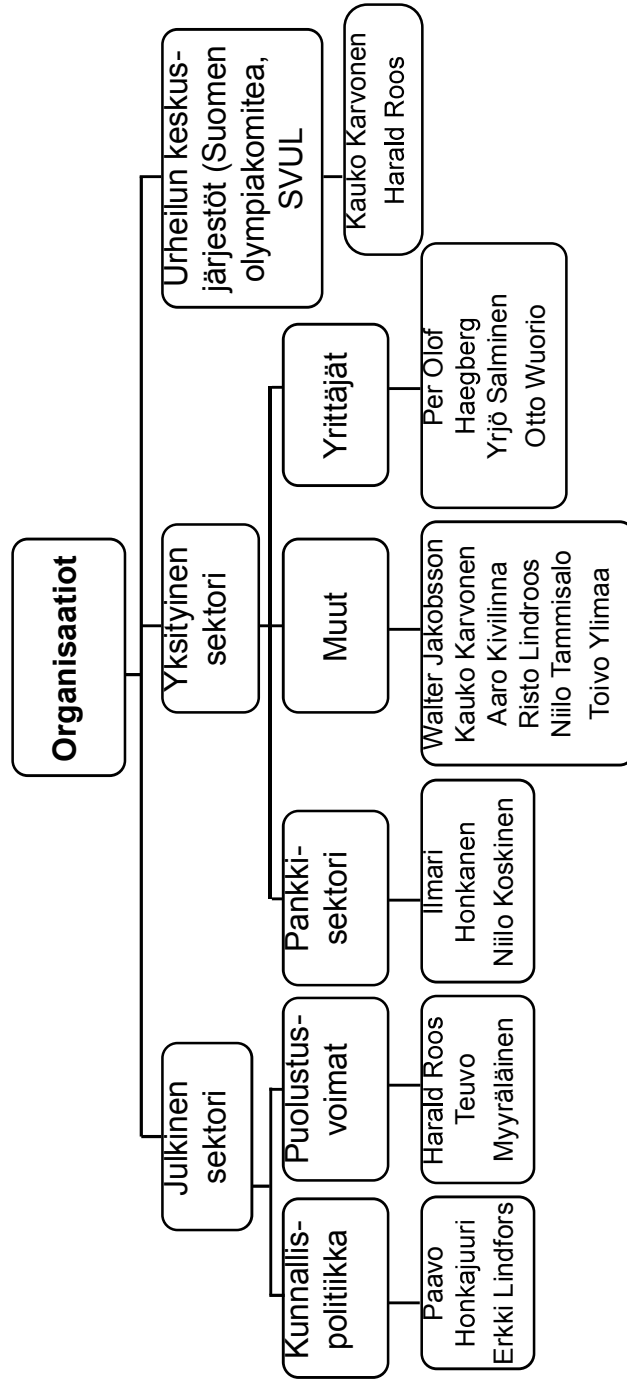 Organisaatiot
Julkinen
sektori
Yksityinen
sektori
Urheilun keskus-
järjestöt (Suomen
olympiakomitea,
SVUL
Kunnallis-
politiikka
Puolustus-
voimat
Pankki-
sektori
Muut
Yrittäjät
Kauko Karvonen
Harald Roos
Paavo
Honkajuuri
Erkki Lindfors
Harald Roos
Teuvo
Myyräläinen
Ilmari
Honkanen
Niilo Koskinen
Walter Jakobsson
Kauko Karvonen
Aaro Kivilinna
Risto Lindroos
Niilo Tammisalo
Toivo Ylimaa
Per Olof
Haegberg
Yrjö Salminen
Otto Wuorio